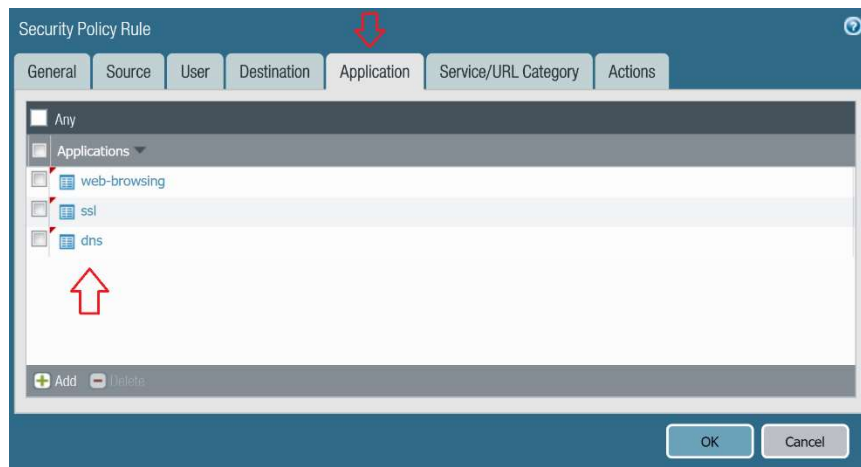 Security Policy Rule
General Source User Destination Application Service/URL Category Actions
Any
Applications
web-browsing
ssl
dns
Add Delete
OK Cancel